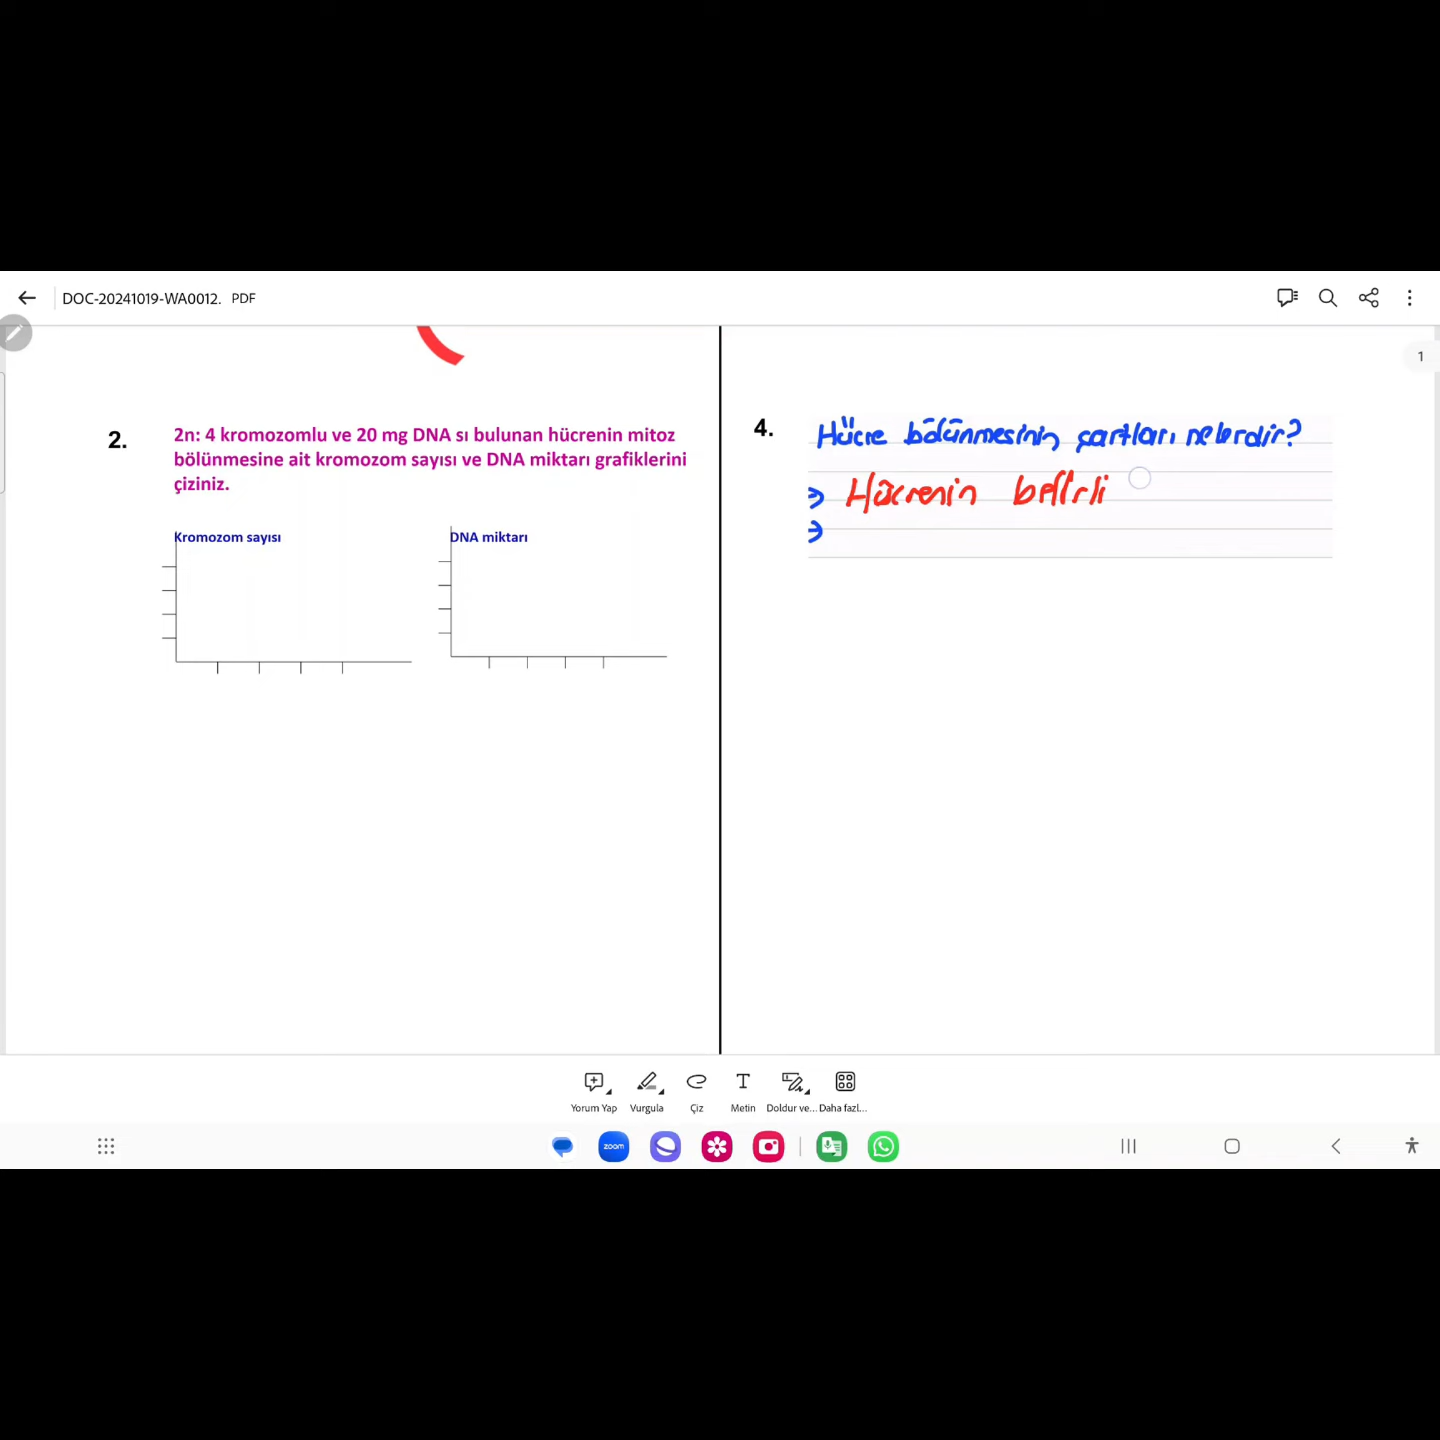 DOC-20241019-WA0012. PDF
1
2.
2n: 4 kromozomlu ve 20 mg DNA sı bulunan hücrenin mitoz
bölünmesine ait kromozom sayısı ve DNA miktarı grafiklerini
çiziniz.
Kromozom sayısı
DNA miktarı
4.
Hücre bölünmesinin şartları nelerdir?
⇒ Hücrenin belirli
⇒
Yorum Yap
Vurgula
Çiz
Metin
Doldur ve...
Daha fazl...
zoom